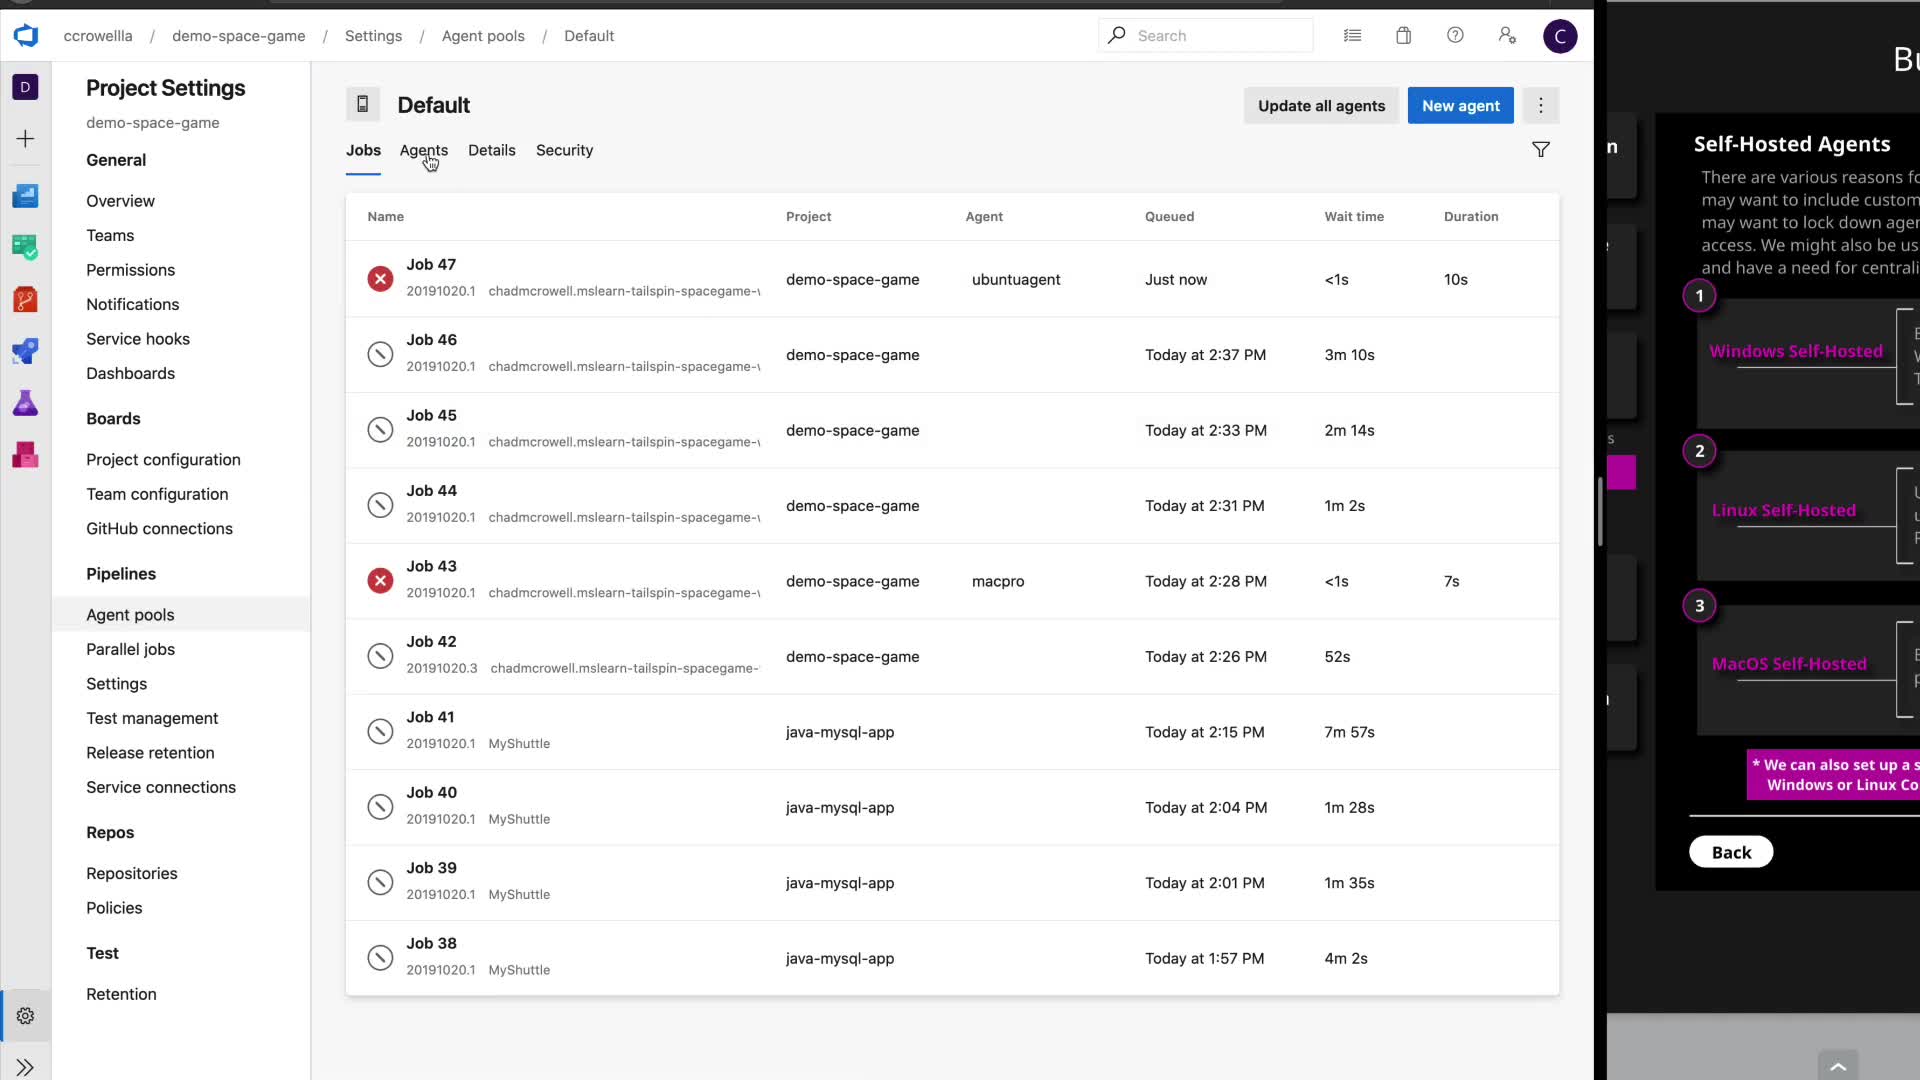 ccrowellla / demo-space-game / Settings / Agent pools / Default
Search
C
D
Project Settings
demo-space-game
General
Overview
Teams
Permissions
Notifications
Service hooks
Dashboards
Boards
Project configuration
Team configuration
GitHub connections
Pipelines
Agent pools
Parallel jobs
Settings
Test management
Release retention
Service connections
Repos
Repositories
Policies
Test
Retention
Default
Update all agents
New agent
Jobs Agents Details Security
Name Project Agent Queued Wait time Duration
Job 47
20191020.1 chadmcrowell.mslearn-tailspin-spacegame- demo-space-game ubuntuagent Just now <1s 10s
Job 46
20191020.1 chadmcrowell.mslearn-tailspin-spacegame- demo-space-game Today at 2:37 PM 3m 10s
Job 45
20191020.1 chadmcrowell.mslearn-tailspin-spacegame- demo-space-game Today at 2:33 PM 2m 14s
Job 44
20191020.1 chadmcrowell.mslearn-tailspin-spacegame- demo-space-game Today at 2:31 PM 1m 2s
Job 43
20191020.1 chadmcrowell.mslearn-tailspin-spacegame- demo-space-game macpro Today at 2:28 PM <1s 7s
Job 42
20191020.3 chadmcrowell.mslearn-tailspin-spacegame- demo-space-game Today at 2:26 PM 52s
Job 41
20191020.1 MyShuttle java-mysql-app Today at 2:15 PM 7m 57s
Job 40
20191020.1 MyShuttle java-mysql-app Today at 2:04 PM 1m 28s
Job 39
20191020.1 MyShuttle java-mysql-app Today at 2:01 PM 1m 35s
Job 38
20191020.1 MyShuttle java-mysql-app Today at 1:57 PM 4m 2s
Bu
n
s
Self-Hosted Agents
There are various reasons fo
may want to include custom
may want to lock down agen
access. We might also be us
and have a need for centrali
1
Windows Self-Hosted
2
Linux Self-Hosted
3
MacOS Self-Hosted
* We can also set up a s
Windows or Linux Co
Back